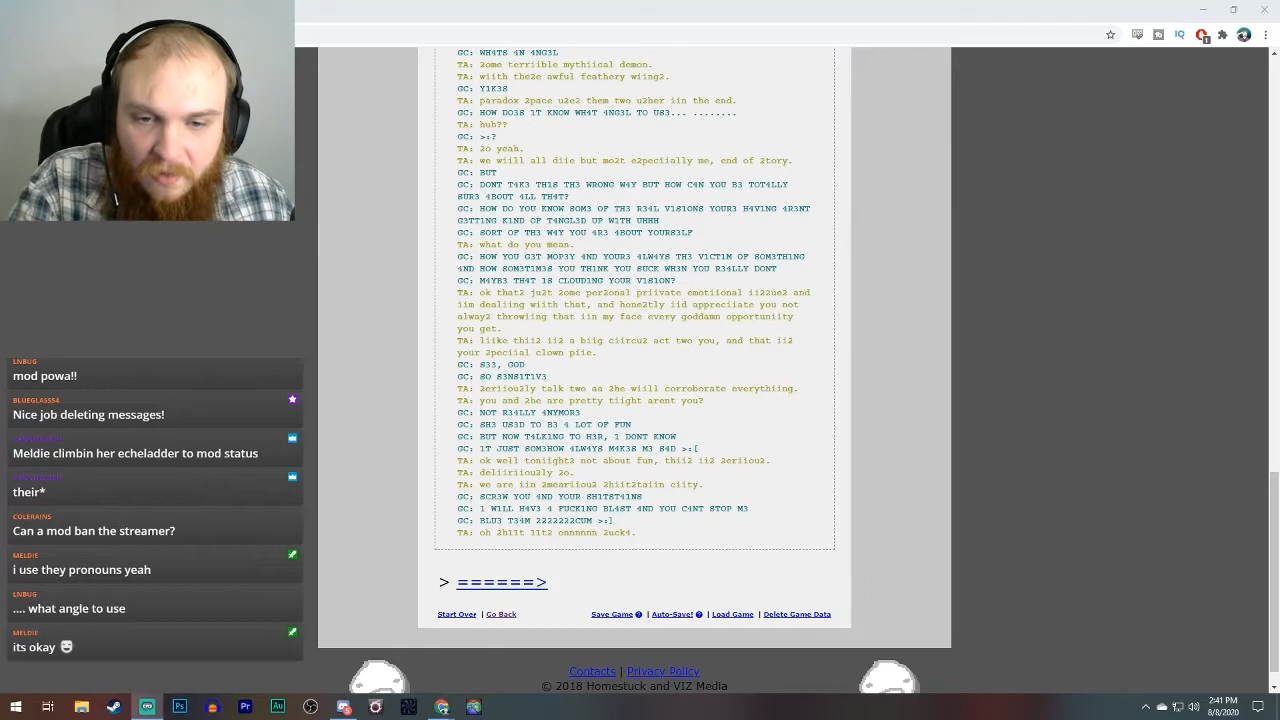 GC: WH4TS 4N 4NG3L
TA: 2ome terriible mythiical demon.
TA: wiith the2e awful feathery wiing2.
GC: Y1K3S
TA: paradox 2pace u2e2 them two u2her iin the end.
GC: HOW DO3S 1T KNOW WH4T 4NG3L TO US3... ........
TA: huh??
GC: >:?
TA: 2o yeah.
TA: we wiill all diie but mo2t e2peciially me, end of 2tory.
GC: BUT
GC: DONT T4K3 TH1S TH3 WRONG W4Y BUT HOW C4N YOU B3 TOT4LLY
SUR3 4BOUT 4LL TH4T?
GC: HOW DO YOU KNOW SOM3 OF TH3 R34L V1S1ONS YOUR3 H4V1NG 4R3NT
G3TT1NG K1ND OF T4NGL3D UP W1TH UHHH
GC: SORT OF TH3 W4Y YOU 4R3 4BOUT YOURS3LF
TA: what do you mean.
GC: HOW YOU G3T MOP3Y 4ND YOUR3 4LW4YS TH3 V1CT1M OF SOM3TH1NG
4ND HOW SOM3T1M3S YOU TH1NK YOU SUCK WH3N YOU R34LLY DONT
GC: M4YB3 TH4T 1S CLOUD1NG YOUR V1S1ON?
TA: ok that2 ju2t 2ome per2onal priivate emotiional ii22ue2 and
iim dealiing wiith that, and hone2tly iid appreciiate you not
alway2 throwiing that iin my face every goddamn opportuniity
you get.
TA: liike thii2 ii2 a biig ciircu2 act two you, and that ii2
your 2peciial clown piie.
GC: S33, GOD
GC: SO S3NS1T1V3
TA: 2eriiou2ly talk two aa 2he wiill corroborate everythiing.
TA: you and 2he are pretty tiight arent you?
GC: NOT R34LLY 4NYMOR3
GC: SH3 US3D TO B3 4 LOT OF FUN
GC: BUT NOW T4LK1NG TO H3R, 1 DONT KNOW
GC: 1T JUST SOM3HOW 4LW4YS M4K3S M3 S4D >:[
TA: ok well toniight2 not about fun, thii2 ii2 2eriiou2.
TA: deliiriiou2ly 2o.
TA: we are iin 2meariiou2 2hiit2taiin ciity.
GC: SCR3W YOU 4ND YOUR SH1TST41NS
GC: 1 W1LL H4V3 4 FUCK1NG BL4ST 4ND YOU C4NT STOP M3
GC: BLU3 T34M 2222222CUM >:]
TA: oh 2h11t 11t2 onnnnnn 2uck4.
> ======>
Start Over | Go Back Save Game ? | Auto-Save! ? | Load Game | Delete Game Data
Contacts | Privacy Policy
© 2018 Homestuck and VIZ Media
LNBUG
mod powa!!
BLUEGLASS54
Nice job deleting messages!
Meldie climbin her echeladder to mod status
their*
COLERAINS
Can a mod ban the streamer?
MELDIE
i use they pronouns yeah
LNBUG
.... what angle to use
MELDIE
its okay
2:41 PM
8/8/2020